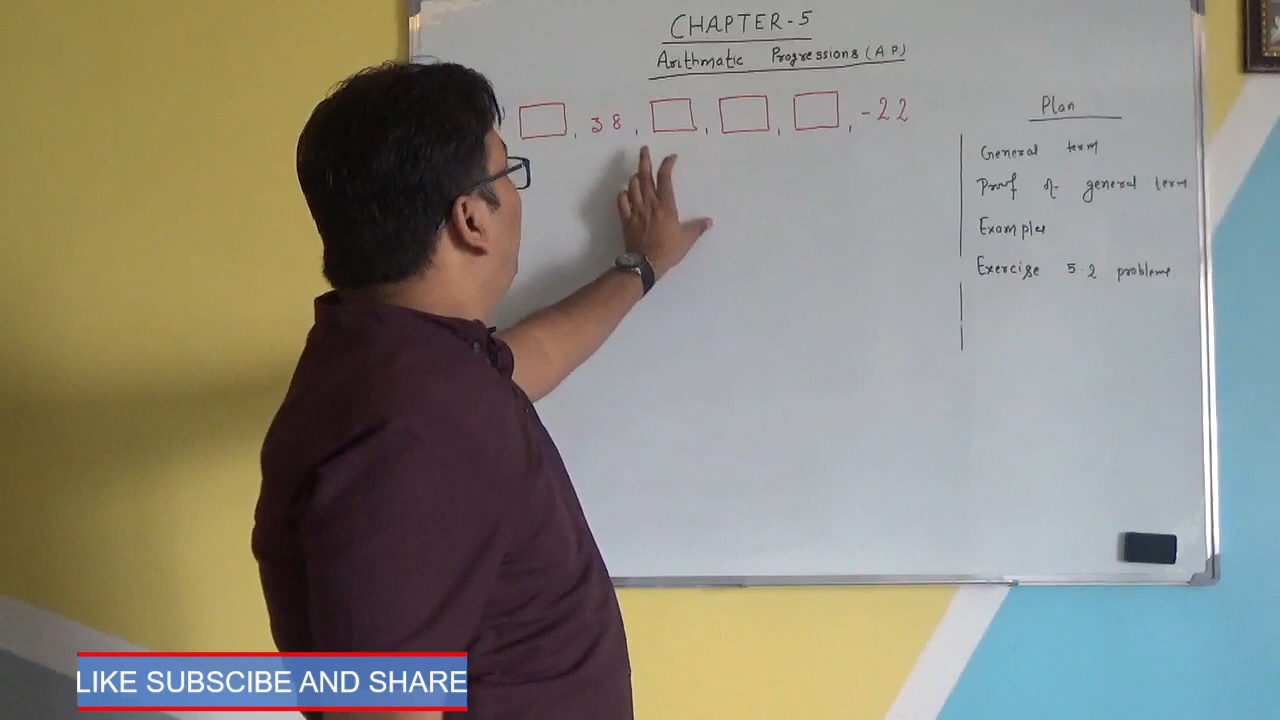 CHAPTER-5
Arithmatic Progressions (AP)
, 38, , , , -22
Plan
General term
Proof of general term
Examples
Exercise 5.2 problems
LIKE SUBSCIBE AND SHARE